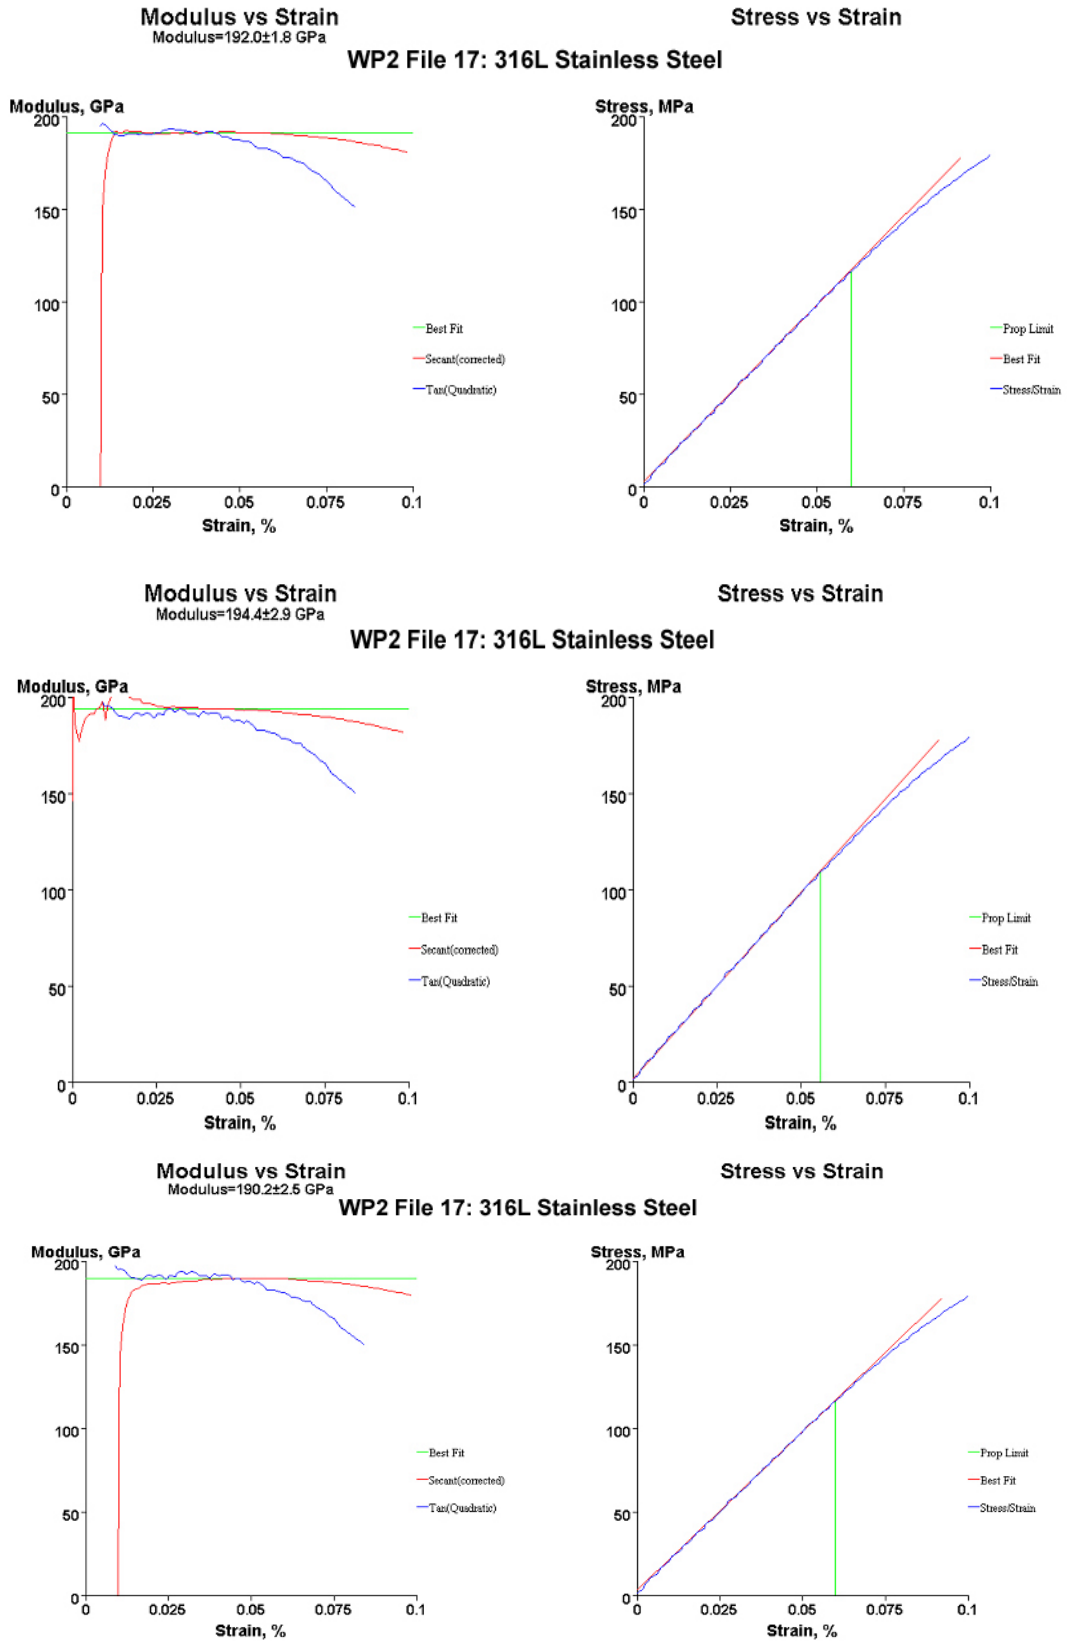 Modulus vs Strain
Modulus=192.0±1.8 GPa
Stress vs Strain
WP2 File 17: 316L Stainless Steel
Modulus, GPa
200
150
100
50
0
0 0.025 0.05 0.075 0.1
Strain, %
Best Fit
Secant(corrected)
Tan(Quadratic)
Stress, MPa
200
150
100
50
0
0 0.025 0.05 0.075 0.1
Strain, %
Prop Limit
Best Fit
Stress/Strain
Modulus vs Strain
Modulus=194.4±2.9 GPa
Stress vs Strain
WP2 File 17: 316L Stainless Steel
Modulus, GPa
200
150
100
50
0
0 0.025 0.05 0.075 0.1
Strain, %
Best Fit
Secant(corrected)
Tan(Quadratic)
Stress, MPa
200
150
100
50
0
0 0.025 0.05 0.075 0.1
Strain, %
Prop Limit
Best Fit
Stress/Strain
Modulus vs Strain
Modulus=190.2±2.5 GPa
Stress vs Strain
WP2 File 17: 316L Stainless Steel
Modulus, GPa
200
150
100
50
0
0 0.025 0.05 0.075 0.1
Strain, %
Best Fit
Secant(corrected)
Tan(Quadratic)
Stress, MPa
200
150
100
50
0
0 0.025 0.05 0.075 0.1
Strain, %
Prop Limit
Best Fit
Stress/Strain